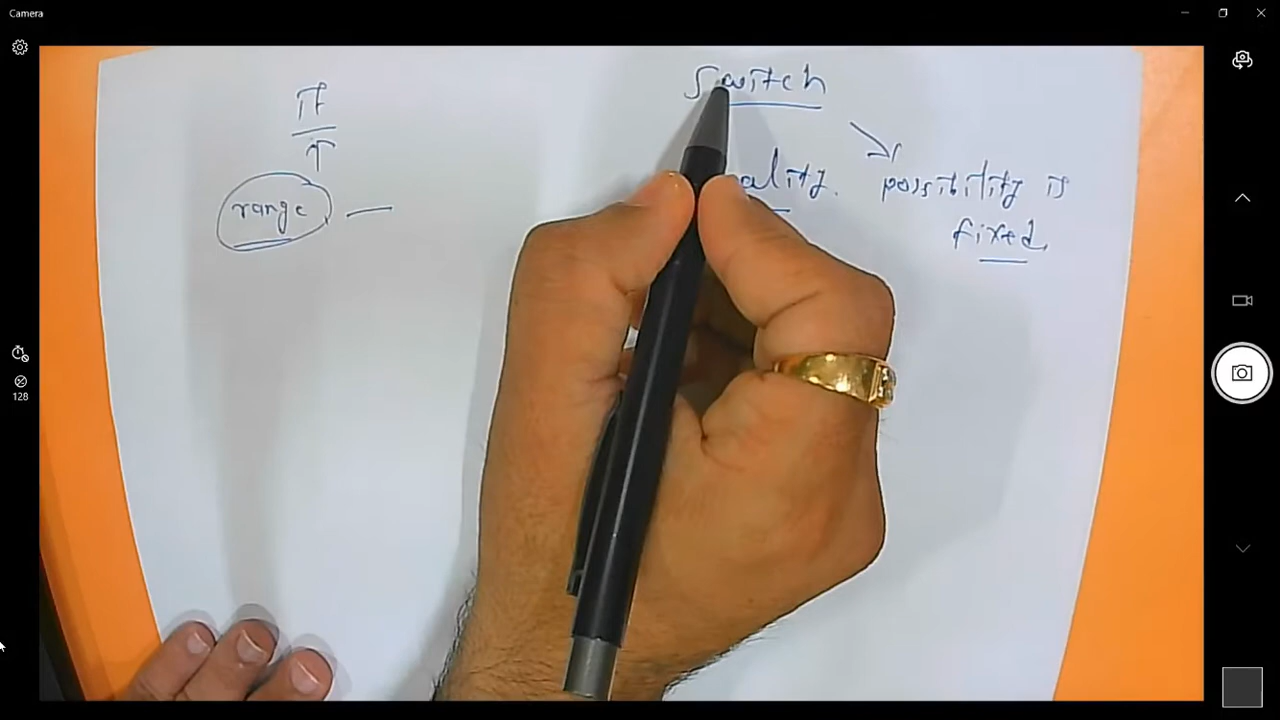 Camera
if
switch
possibility is
range
fixed.
128